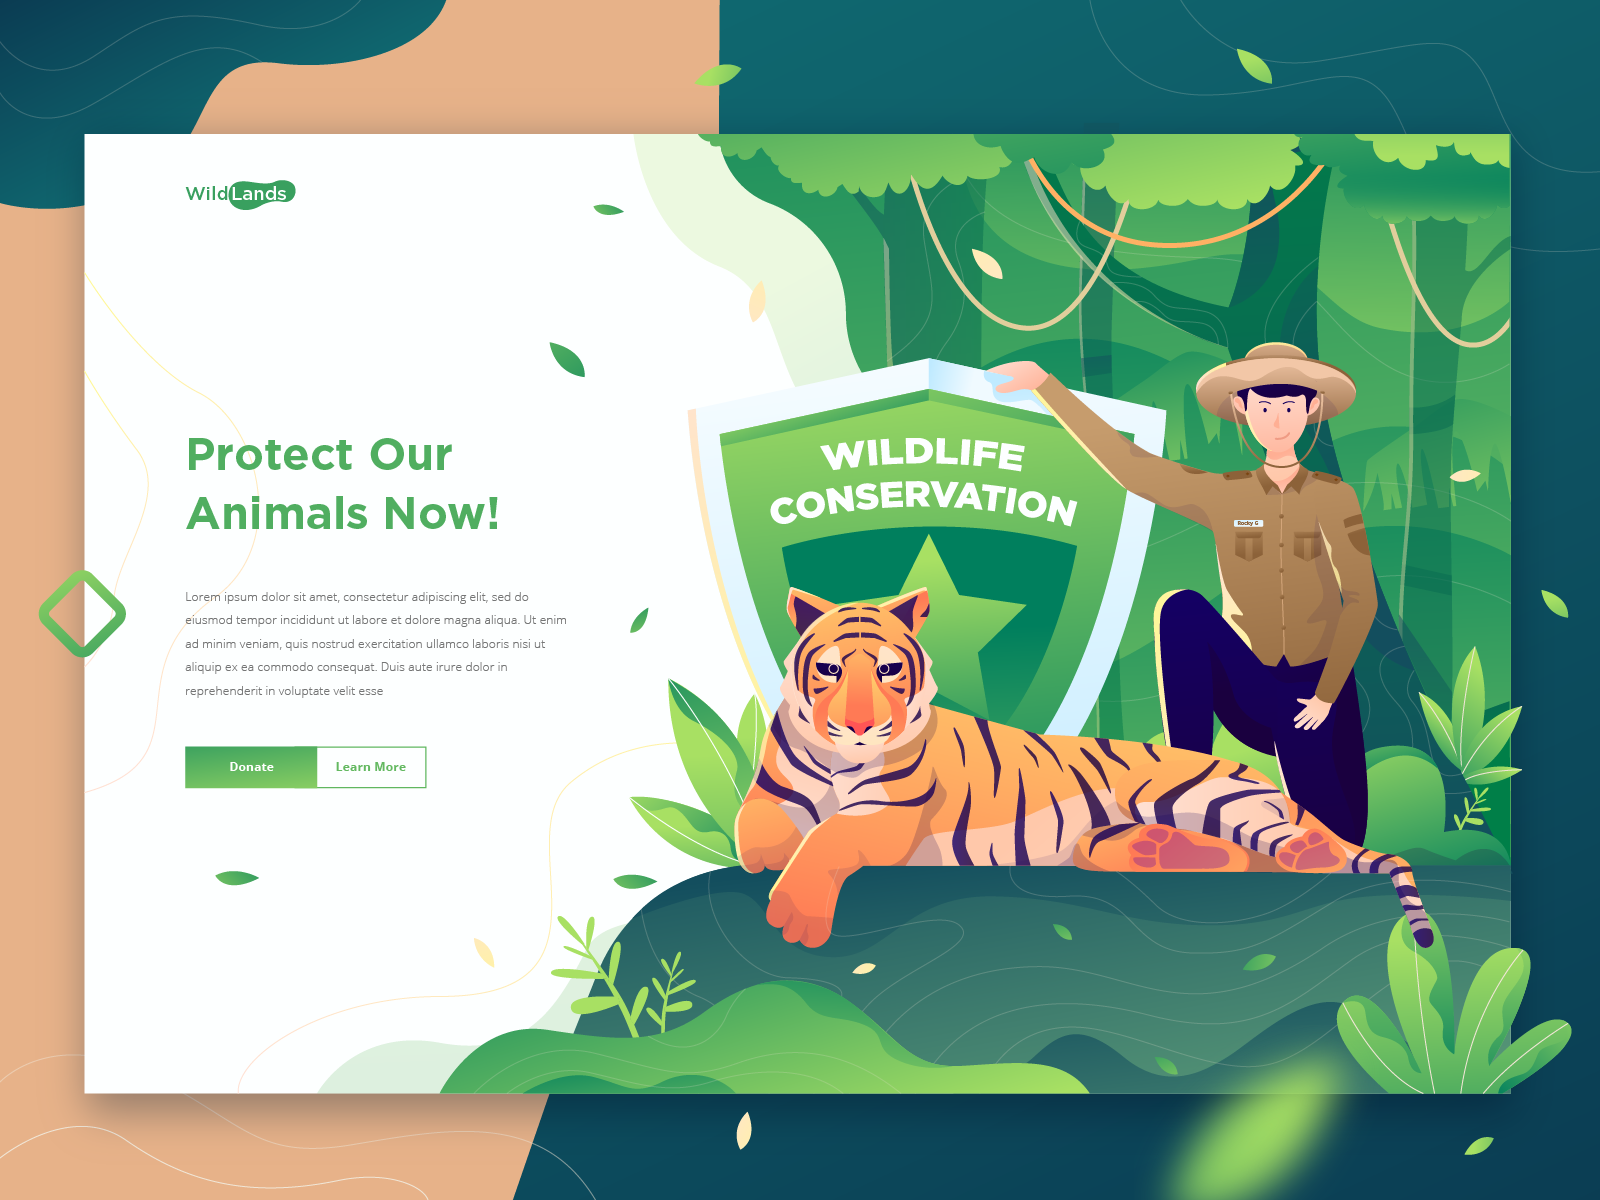 WildLands
Protect Our
Animals Now!
Lorem ipsum dolor sit amet, consectetur adipiscing elit, sed do
eiusmod tempor incididunt ut labore et dolore magna aliqua. Ut enim
ad minim veniam, quis nostrud exercitation ullamco laboris nisi ut
aliquip ex ea commodo consequat. Duis aute irure dolor in
reprehenderit in voluptate velit esse
Donate
Learn More
WILDLIFE
CONSERVATION
Rocky G